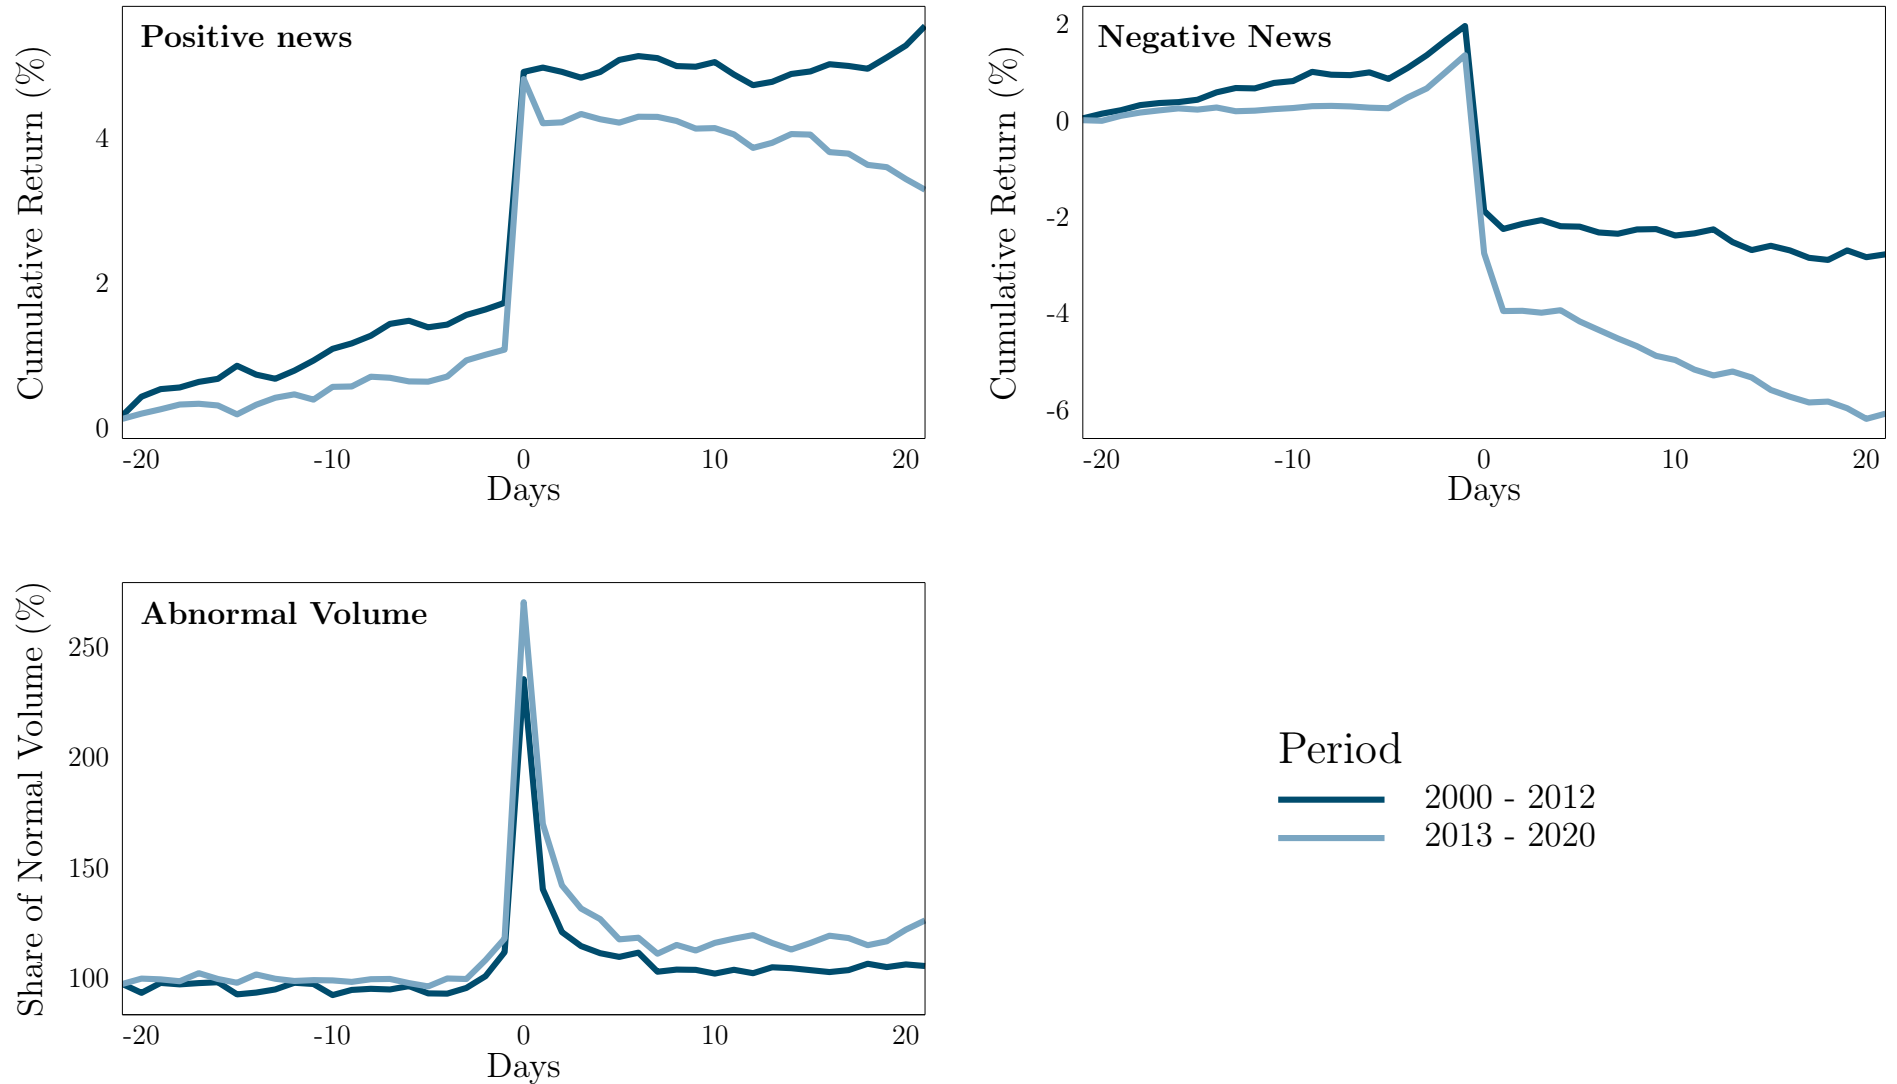 Positive news
Cumulative Return (%)
4
2
0
-20 -10 0 10 20
Days
Negative News
Cumulative Return (%)
2
0
-2
-4
-6
-20 -10 0 10 20
Days
Abnormal Volume
Share of Normal Volume (%)
250
200
150
100
-20 -10 0 10 20
Days
Period
2000 - 2012
2013 - 2020